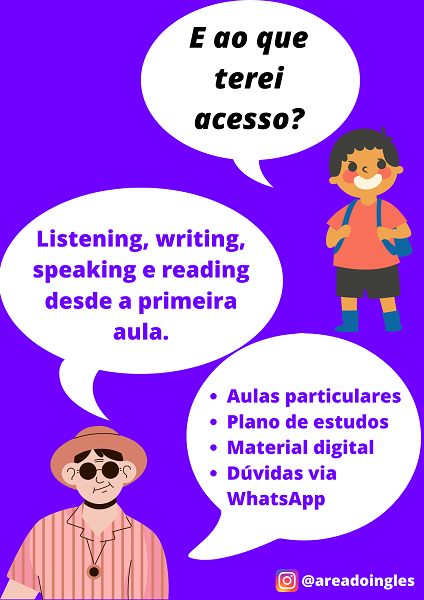 E ao que
terei
acesso?
Listening, writing,
speaking e reading
desde a primeira
aula.
• Aulas particulares
• Plano de estudos
• Material digital
• Dúvidas via
WhatsApp
@areadoingles